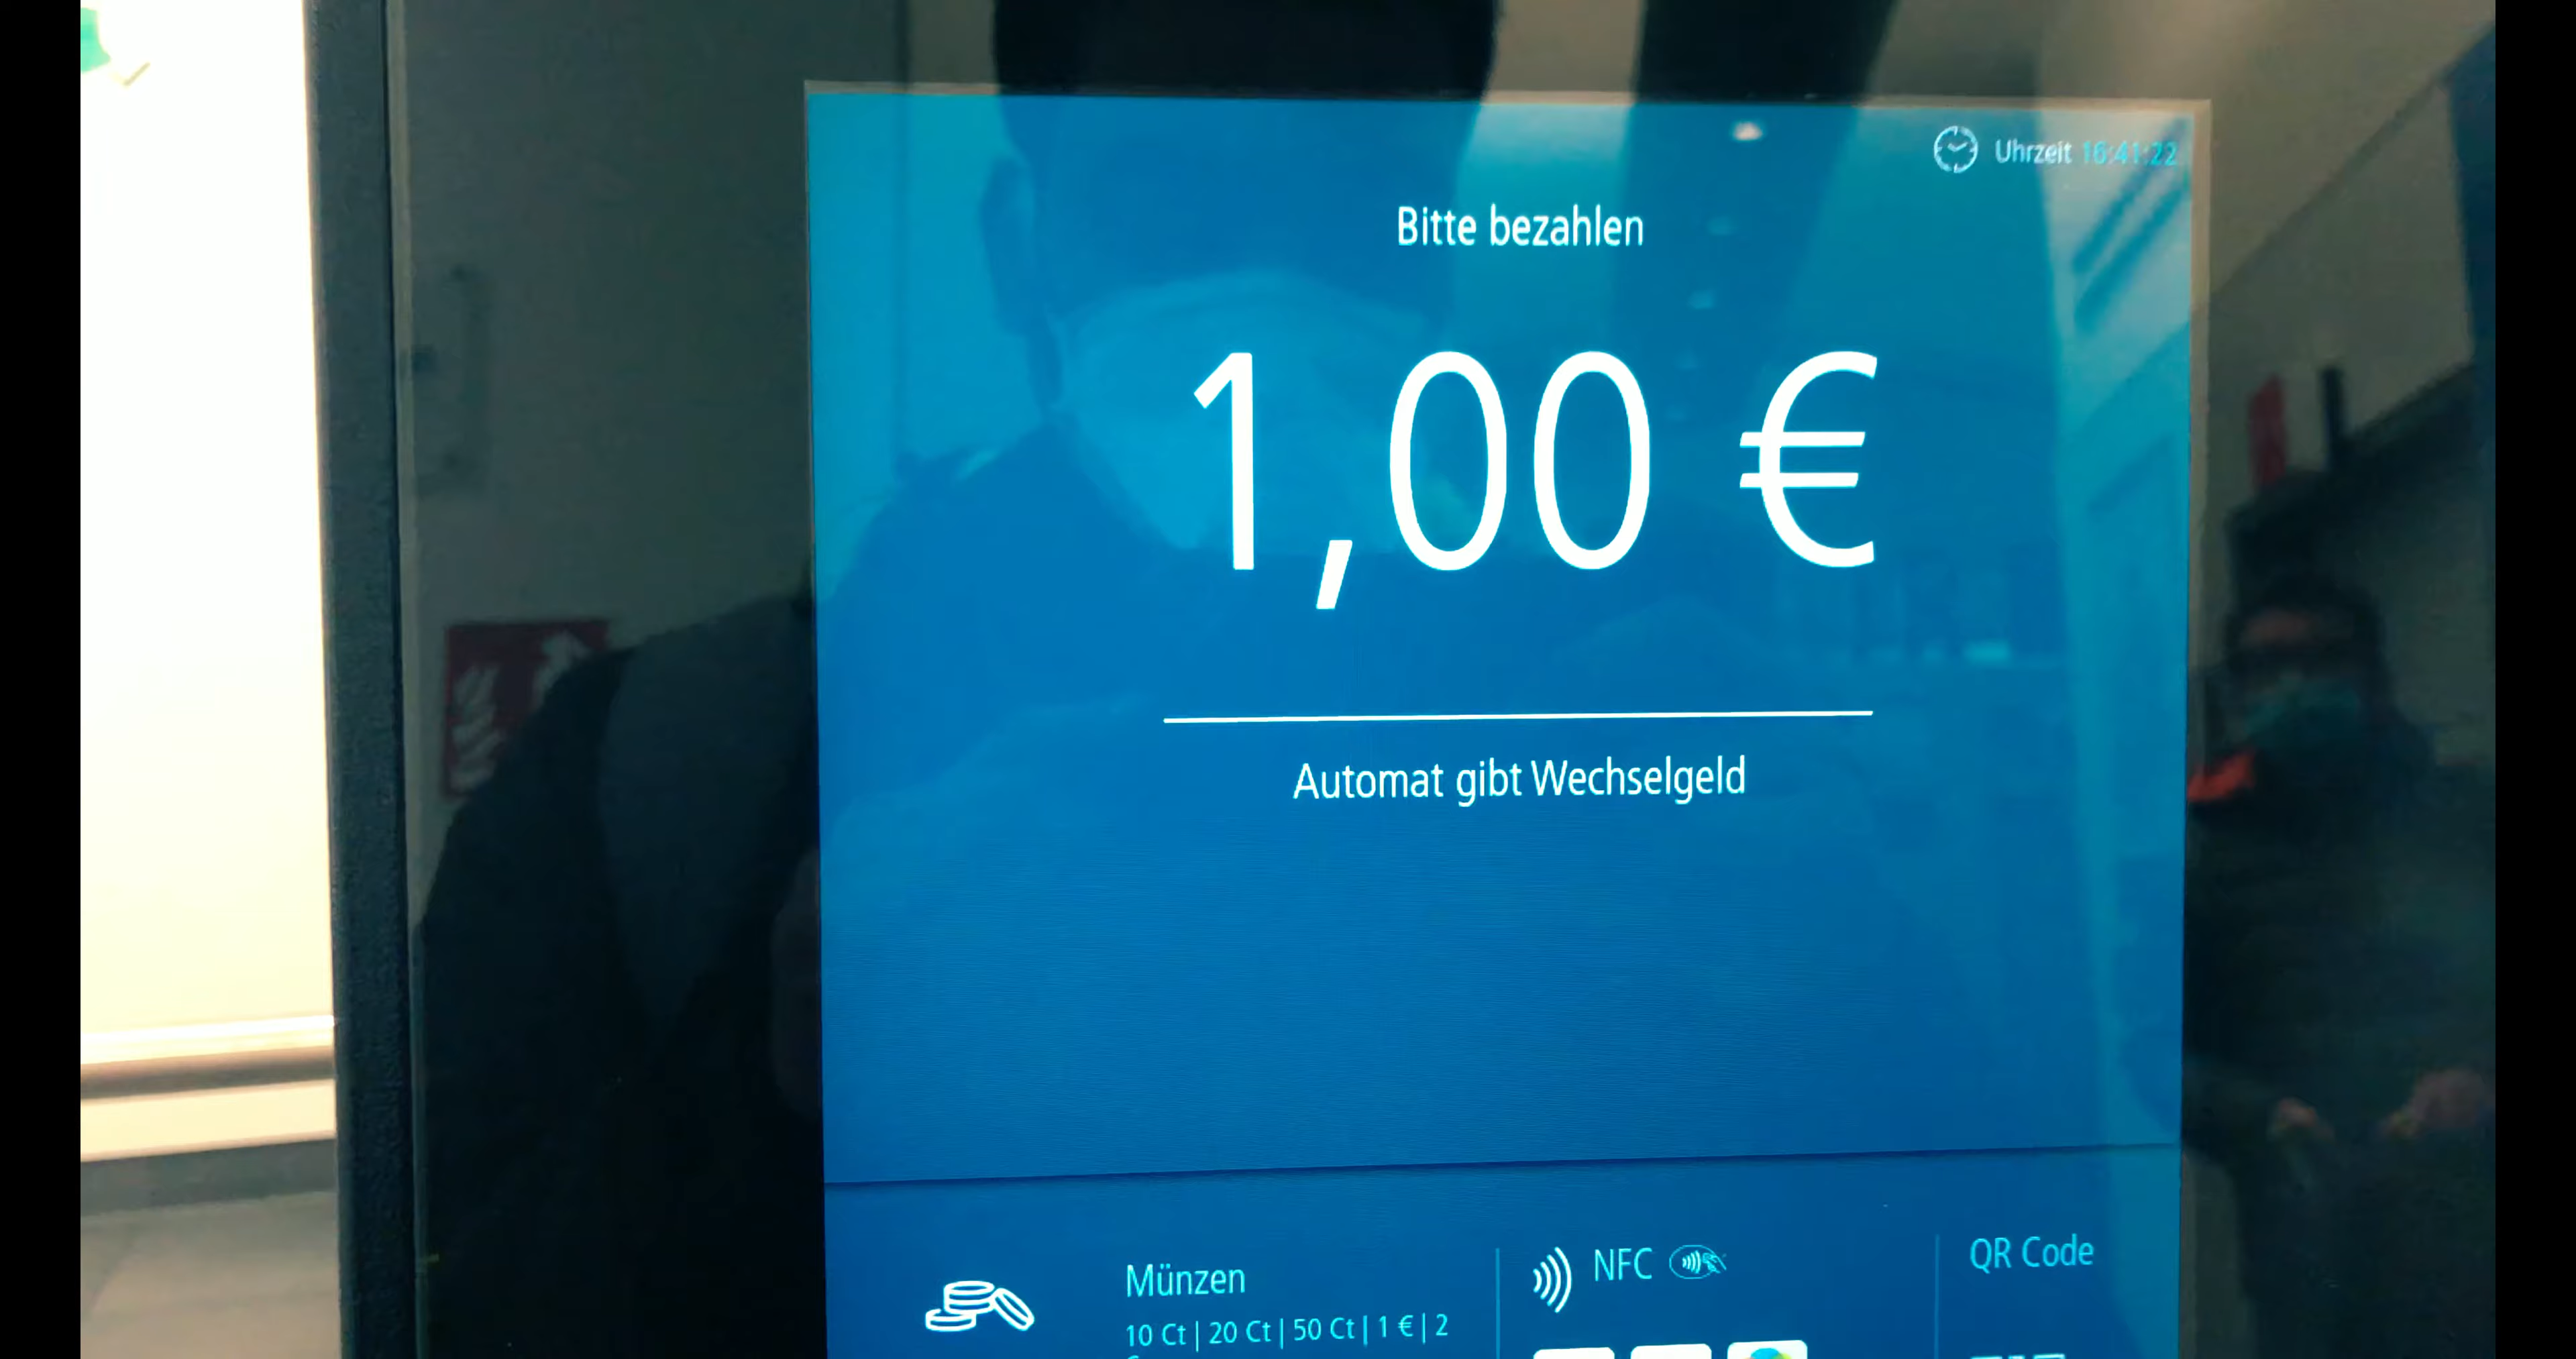 Uhrzeit 16:41:22
Bitte bezahlen
1,00 €
Automat gibt Wechselgeld
Münzen
10 Ct | 20 Ct | 50 Ct | 1 € | 2
NFC
QR Code